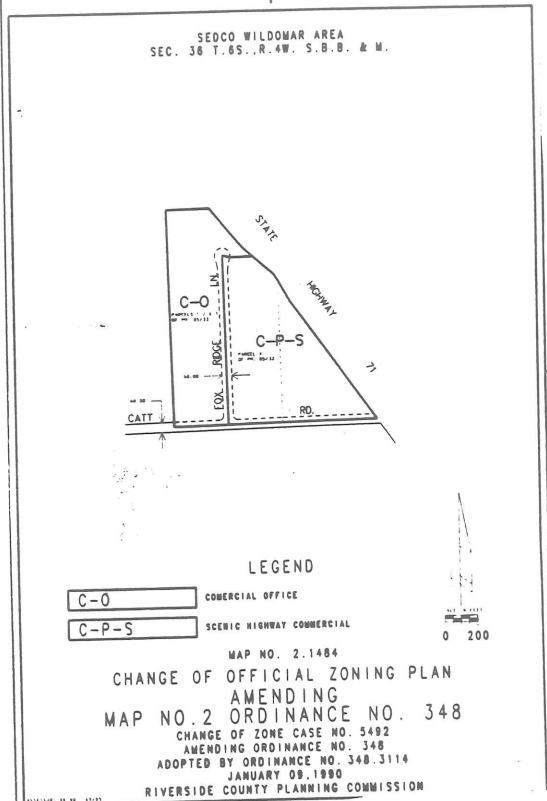 SEDCO WILDOMAR AREA
SEC. 36 T.6S.,R.4W. S.B.B. & M.
STATE
HIGHWAY
71
C-O
C-P-S
FOX RIDGE LN.
CATT
RD.
LEGEND
C-O COMERCIAL OFFICE
C-P-S SCENIC HIGHWAY COMMERCIAL
0 200
MAP NO. 2.1484
CHANGE OF OFFICIAL ZONING PLAN
AMENDING
MAP NO.2 ORDINANCE NO. 348
CHANGE OF ZONE CASE NO. 5492
AMENDING ORDINANCE NO. 348
ADOPTED BY ORDINANCE NO. 348.3114
JANUARY 09,1990
RIVERSIDE COUNTY PLANNING COMMISSION